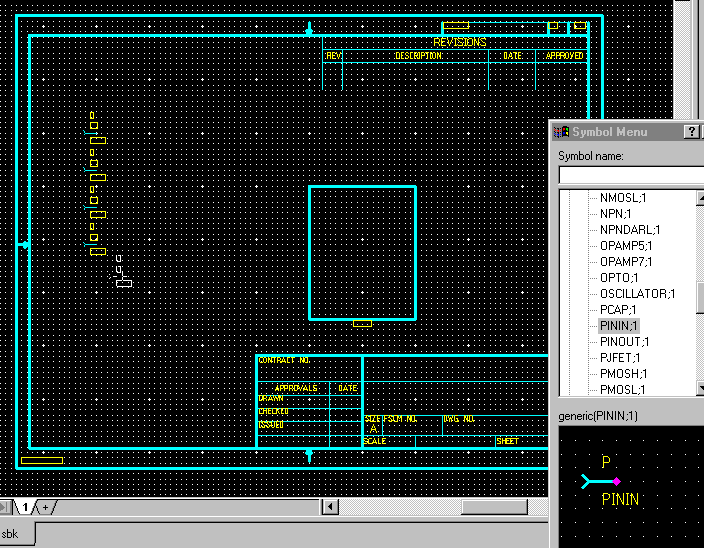 REVISIONS
REV DESCRIPTION DATE APPROVED
Symbol Menu
Symbol name:
NMOSL;1
NPN;1
NPNDARL;1
OPAMP5;1
OPAMP7;1
OPTO;1
OSCILLATOR;1
PCAP;1
PININ;1
PINOUT;1
PJFET;1
PMOSH;1
PMOSL;1
CONTRACT NO.
APPROVALS DATE
DRAWN
CHECKED
ISSUED
SIZE FSCM NO. DWG. NO.
A
SCALE SHEET
generic(PININ;1)
P
PININ
1 +
sbk